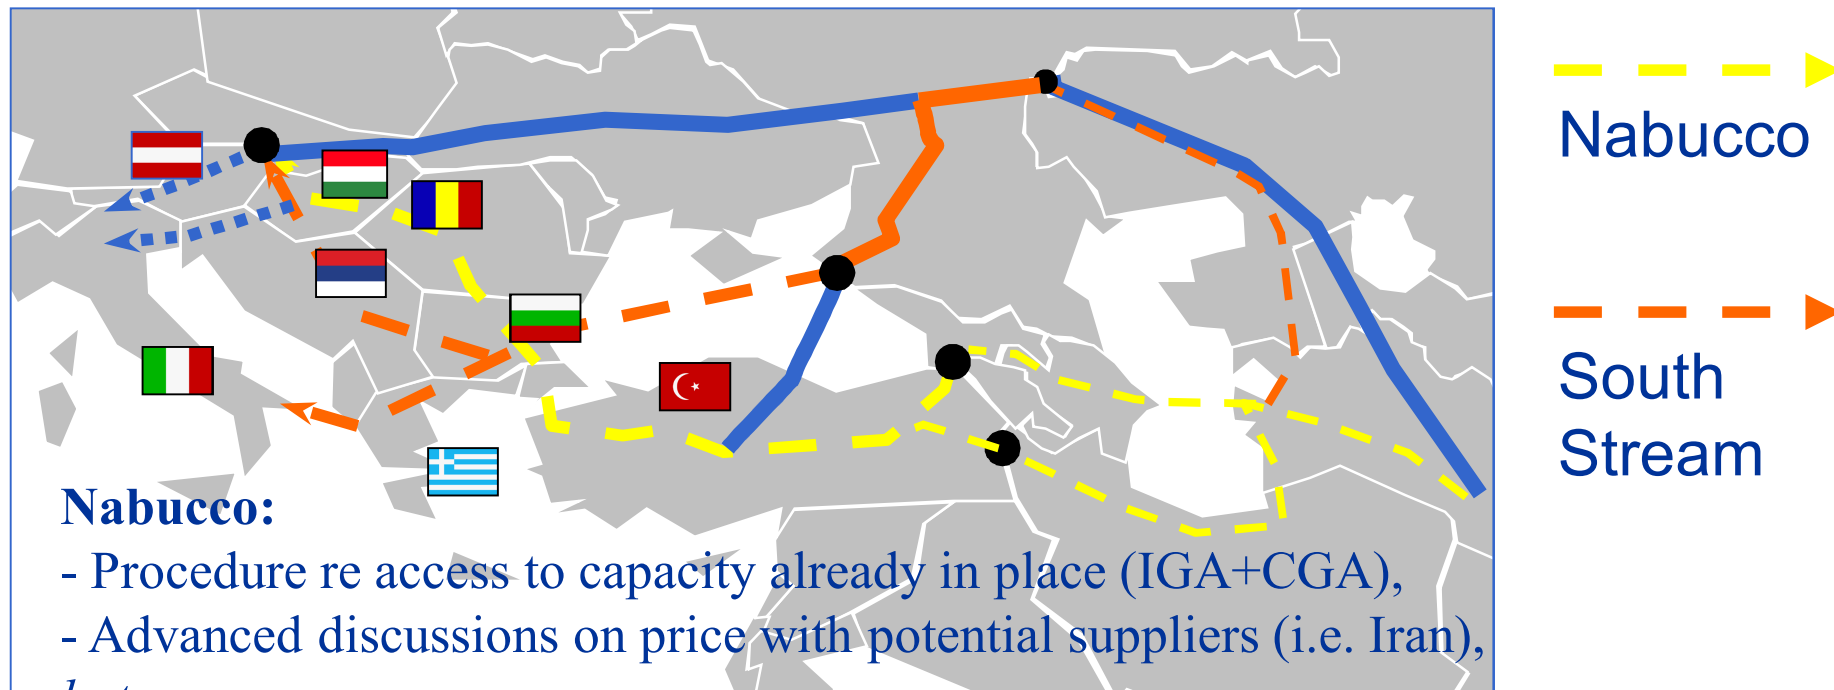 Nabucco
South
Stream
Nabucco:
- Procedure re access to capacity already in place (IGA+CGA),
- Advanced discussions on price with potential suppliers (i.e. Iran),